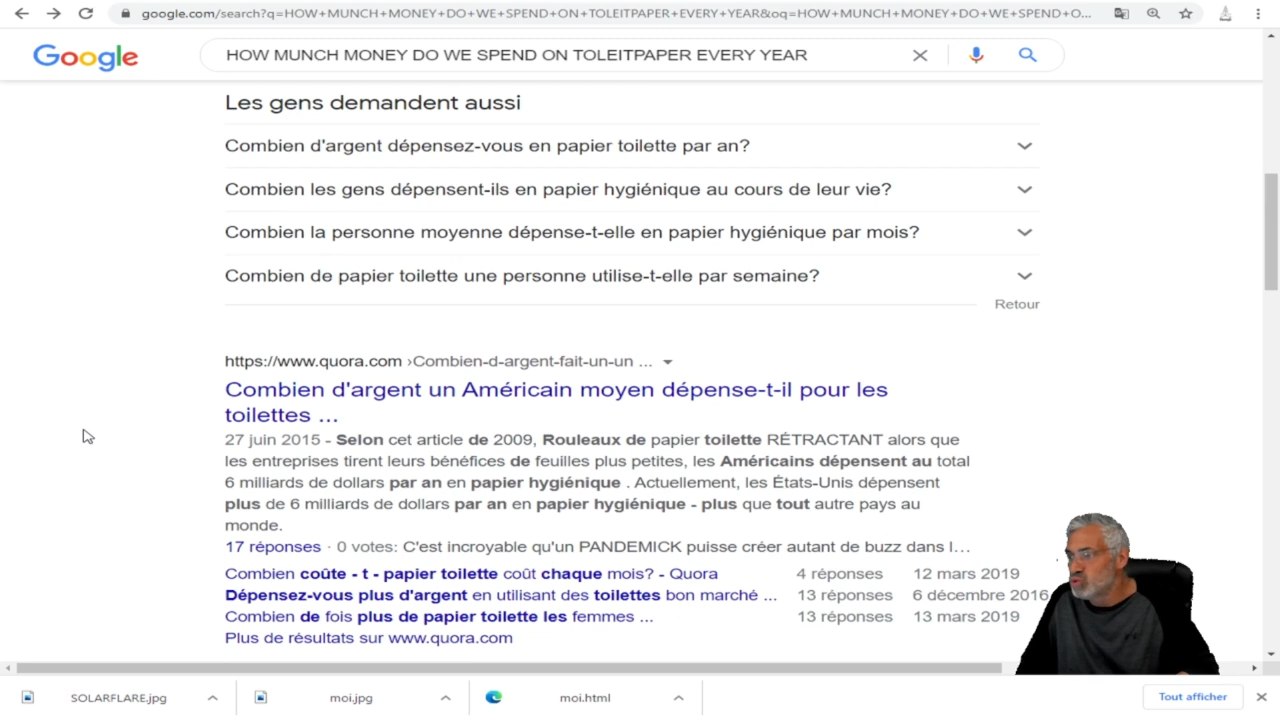 google.com/search?q=HOW+MUNCH+MONEY+DO+WE+SPEND+ON+TOLEITPAPER+EVERY+YEAR&oq=HOW+MUNCH+MONEY+DO+WE+SPEND+O...
Google
HOW MUNCH MONEY DO WE SPEND ON TOLEITPAPER EVERY YEAR
Les gens demandent aussi
Combien d'argent dépensez-vous en papier toilette par an?
Combien les gens dépensent-ils en papier hygiénique au cours de leur vie?
Combien la personne moyenne dépense-t-elle en papier hygiénique par mois?
Combien de papier toilette une personne utilise-t-elle par semaine?
Retour
https://www.quora.com ›Combien-d-argent-fait-un-un ...
Combien d'argent un Américain moyen dépense-t-il pour les
toilettes ...
27 juin 2015 - Selon cet article de 2009, Rouleaux de papier toilette RÉTRACTANT alors que
les entreprises tirent leurs bénéfices de feuilles plus petites, les Américains dépensent au total
6 milliards de dollars par an en papier hygiénique . Actuellement, les États-Unis dépensent
plus de 6 milliards de dollars par an en papier hygiénique - plus que tout autre pays au
monde.
17 réponses · 0 votes: C'est incroyable qu'un PANDEMICK puisse créer autant de buzz dans l...
Combien coûte - t - papier toilette coût chaque mois? - Quora 4 réponses 12 mars 2019
Dépensez-vous plus d'argent en utilisant des toilettes bon marché ... 13 réponses 6 décembre 2016
Combien de fois plus de papier toilette les femmes ... 13 réponses 13 mars 2019
Plus de résultats sur www.quora.com
SOLARFLARE.jpg moi.jpg moi.html Tout afficher